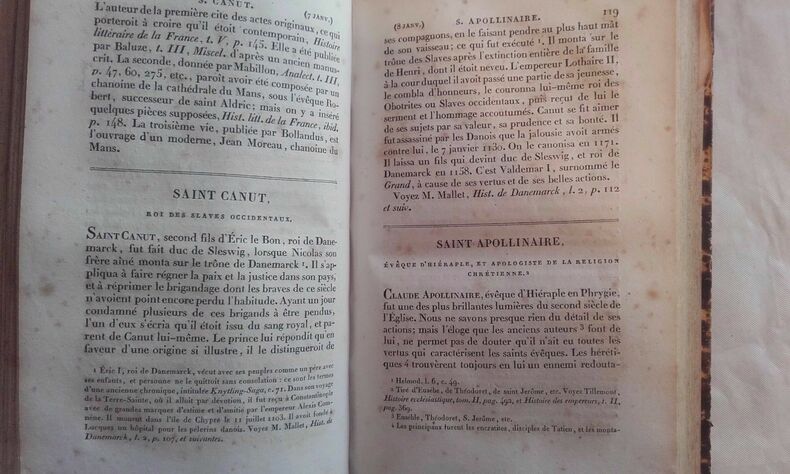 S. CANUT. (7 JANV.)
L'auteur de la première cite des actes originaux, ce qui
porteroit à croire qu'il étoit contemporain, Histoire
littéraire de la France, t. V, p. 145. Elle a été publiée
par Baluze, t. III, Miscel. d'après un ancien manus-
crit. La seconde, donnée par Mabillon, Analect. t. III,
p. 47, 60, 275, etc., paroît avoir été composée par un
chanoine de la cathédrale du Mans, sous l'évêque Ro-
bert, successeur de saint Aldric; mais on y a inséré
quelques pièces supposées, Hist. litt. de la France, ibid.
p. 148. La troisième vie, publiée par Bollandus, est
l'ouvrage d'un moderne, Jean Moreau, chanoine du
Mans.
SAINT CANUT,
ROI DES SLAVES OCCIDENTAUX.
SAINT CANUT, second fils d'Éric le Bon, roi de Dane-
marck, fut fait duc de Sleswig, lorsque Nicolas son
frère aîné monta sur le trône de Danemarck 1. Il s'ap-
pliqua à faire régner la paix et la justice dans son pays,
et à réprimer le brigandage dont les braves de ce siècle
n'avoient point encore perdu l'habitude. Ayant un jour
condamné plusieurs de ces brigands à être pendus,
l'un d'eux s'écria qu'il étoit issu du sang royal, et pa-
rent de Canut lui-même. Le prince lui répondit qu'en
faveur d'une origine si illustre, il le distingueroit de
1 Éric I, roi de Danemarck, vécut avec ses peuples comme un père avec
ses enfants, et personne ne le quittoit sans consolation : ce sont les termes
d'une ancienne chronique, intitulée Knytling-Saga, c. 71. Dans son voyage
de la Terre-Sainte, où il alloit par dévotion, il fut reçu à Constantinople
avec de grandes marques d'estime et d'amitié par l'empereur Alexis Com-
nène. Il mourut dans l'île de Chypre le 11 juillet 1103. Il avoit fondé à
Lucques un hôpital pour les pelerins danois. Voyez M. Mallet, Hist. de
Danemarck, l. 2, p. 107, et suivantes.
(8 JANV.) S. APOLLINAIRE. 119
ses compagnons, en le faisant pendre au plus haut mât
de son vaisseau; ce qui fut exécuté 1. Il monta sur le
trône des Slaves après l'extinction entière de la famille
de Henri, dont il étoit neveu. L'empereur Lothaire II,
à la cour duquel il avoit passé une partie de sa jeunesse,
le combla d'honneurs, le couronna lui-même roi des
Obotrites ou Slaves occidentaux, puis reçut de lui le
serment et l'hommage accoutumés. Canut se fit aimer
de ses sujets par sa valeur, sa prudence et sa bonté. Il
fut assassiné par les Danois que la jalousie avoit armés
contre lui, le 7 janvier 1130. On le canonisa en 1171.
Il laissa un fils qui devint duc de Sleswig, et roi de
Danemarck en 1158. C'est Valdemar I, surnommé le
Grand, à cause de ses vertus et de ses belles actions.
Voyez M. Mallet, Hist. de Danemarck, l. 2, p. 112
et suiv.
SAINT APOLLINAIRE,
ÉVÊQUE D'HIÉRAPLE, ET APOLOGISTE DE LA RELIGION
CHRÉTIENNE. 2
CLAUDE APOLLINAIRE, évêque d'Hiéraple en Phrygie,
fut une des plus brillantes lumières du second siècle de
l'Église. Nous ne savons presque rien du détail de ses
actions; mais l'éloge que les anciens auteurs 3 font de
lui, ne permet pas de douter qu'il n'ait eu toutes les
vertus qui caractérisent les saints évêques. Les héréti-
ques 4 trouvèrent toujours en lui un ennemi redouta-
1 Helmod. l. 6, c. 49.
2 Tiré d'Eusèbe, de Théodoret, de saint Jerôme, etc. Voyez Tillemont,
Histoire ecclésiastique, tom. II, pag. 492, et Histoire des empereurs, t. II,
pag. 369.
3 Eusèbe, Théodoret, S. Jerôme, etc.
4 Les principaux furent les encratites, disciples de Tatien, et les monta-